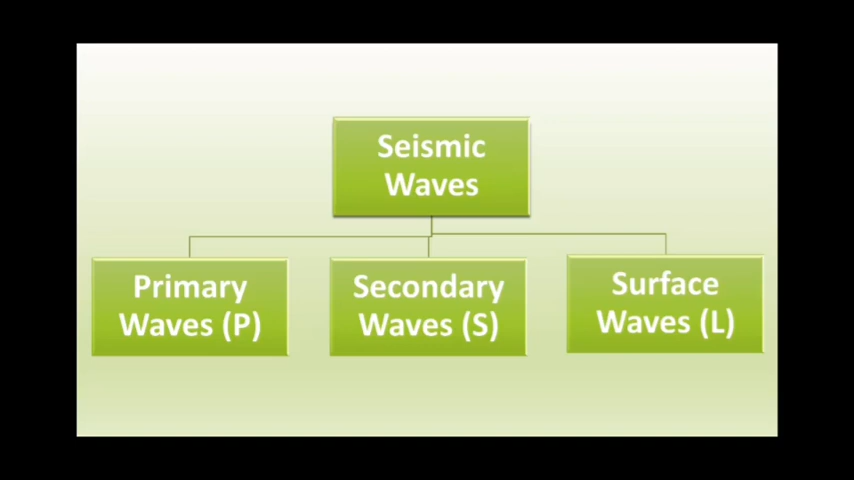 Seismic
Waves
Primary
Waves (P)
Secondary
Waves (S)
Surface
Waves (L)